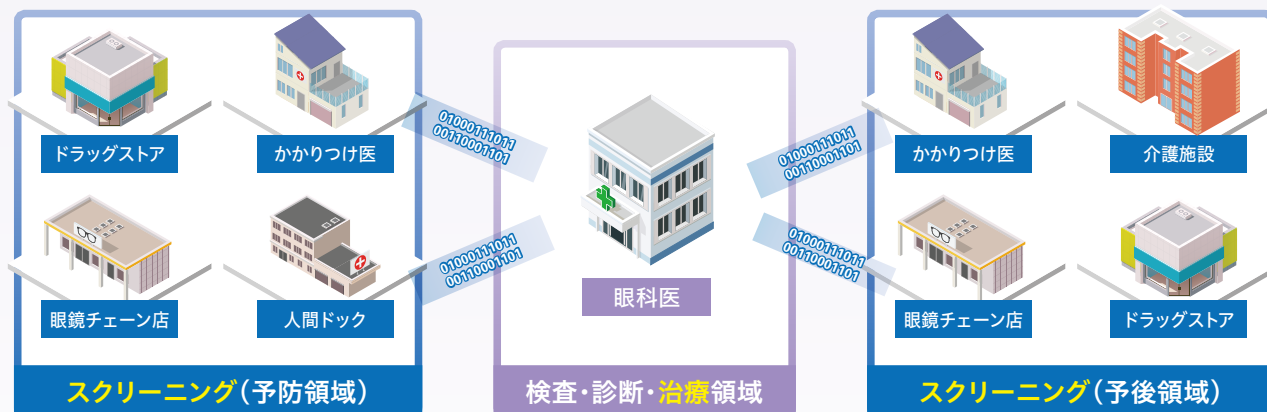 ドラッグストア
かかりつけ医
眼鏡チェーン店
人間ドック
スクリーニング(予防領域)
01000111011
00110001101
01000111011
00110001101
眼科医
検査・診断・治療領域
01000111011
00110001101
01000111011
00110001101
かかりつけ医
介護施設
眼鏡チェーン店
ドラッグストア
スクリーニング(予後領域)